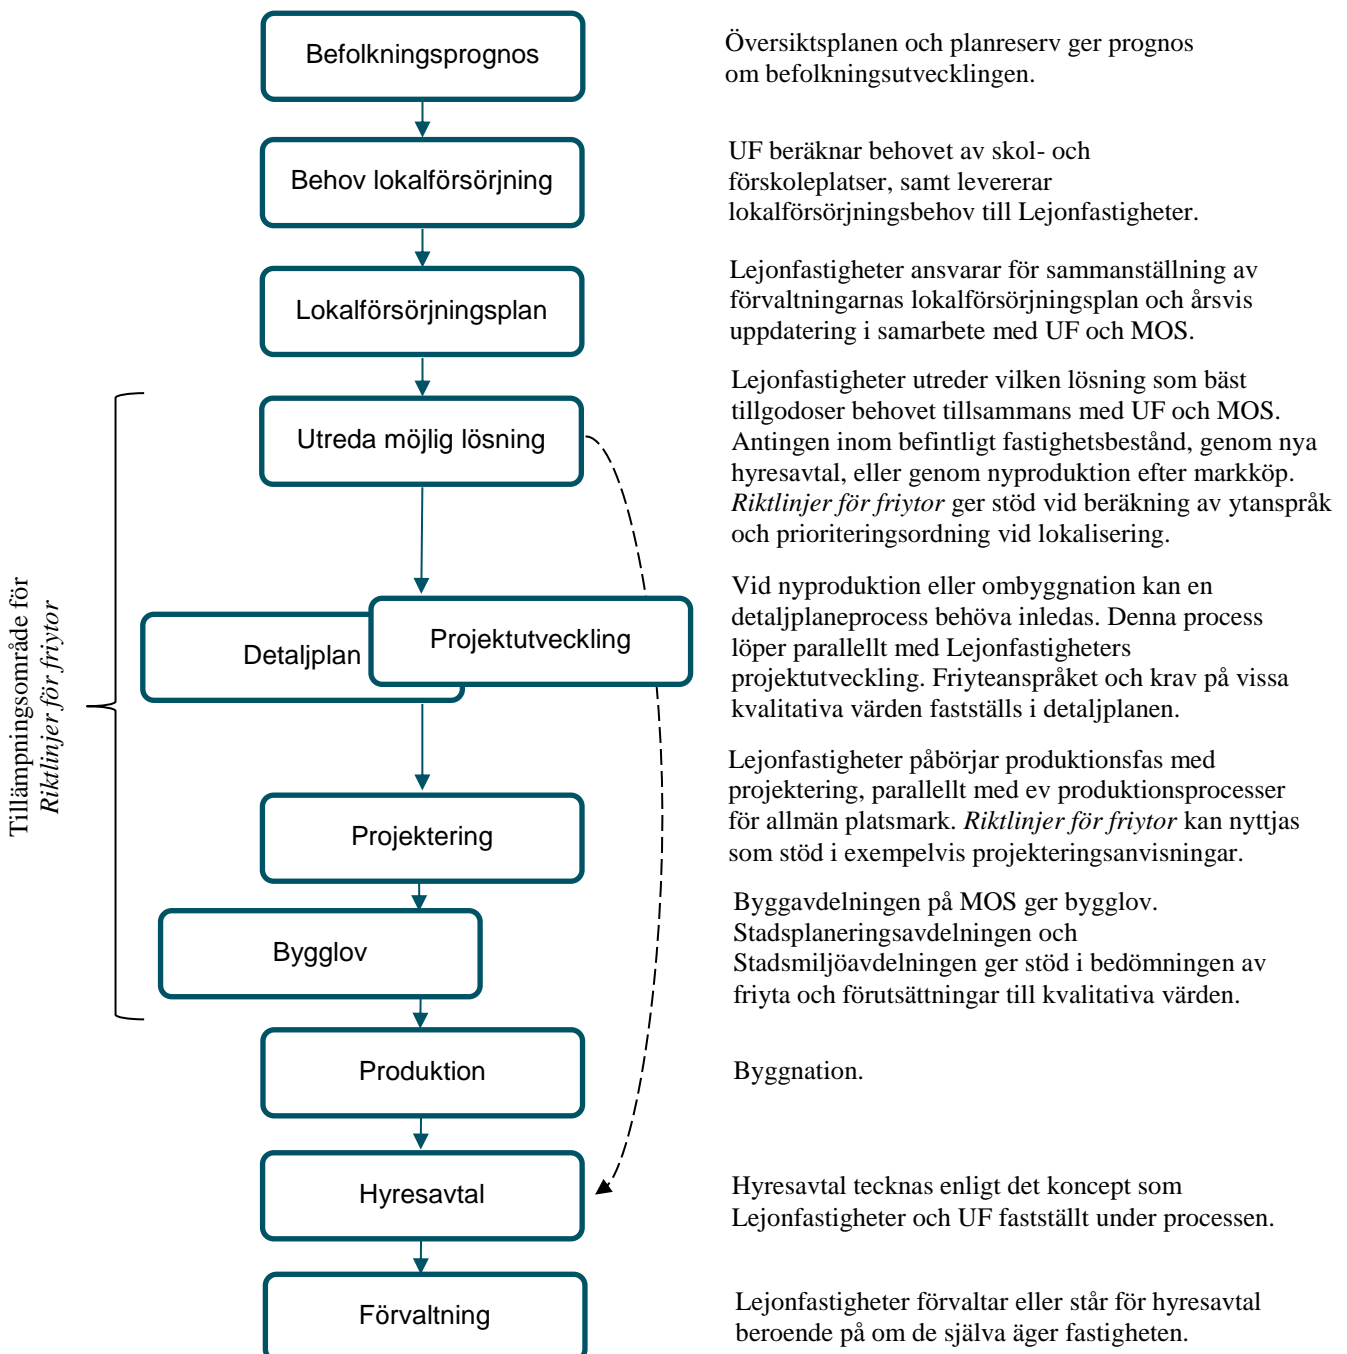 Befolkningsprognos
Översiktsplanen och planreserv ger prognos
om befolkningsutvecklingen.
Behov lokalförsörjning
UF beräknar behovet av skol- och
förskoleplatser, samt levererar
lokalförsörjningsbehov till Lejonfastigheter.
Lokalförsörjningsplan
Lejonfastigheter ansvarar för sammanställning av
förvaltningarnas lokalförsörjningsplan och årsvis
uppdatering i samarbete med UF och MOS.
Utreda möjlig lösning
Lejonfastigheter utreder vilken lösning som bäst
tillgodoser behovet tillsammans med UF och MOS.
Antingen inom befintligt fastighetsbestånd, genom nya
hyresavtal, eller genom nyproduktion efter markköp.
Riktlinjer för friytor ger stöd vid beräkning av ytanspråk
och prioriteringsordning vid lokalisering.
Tillämpningsområde för
Riktlinjer för friytor
Detaljplan
Projektutveckling
Vid nyproduktion eller ombyggnation kan en
detaljplaneprocess behöva inledas. Denna process
löper parallellt med Lejonfastigheters
projektutveckling. Friyteanspråket och krav på vissa
kvalitativa värden fastställs i detaljplanen.
Projektering
Lejonfastigheter påbörjar produktionsfas med
projektering, parallellt med ev produktionsprocesser
för allmän platsmark. Riktlinjer för friytor kan nyttjas
som stöd i exempelvis projekteringsanvisningar.
Bygglov
Byggavdelningen på MOS ger bygglov.
Stadsplaneringsavdelningen och
Stadsmiljöavdelningen ger stöd i bedömningen av
friyta och förutsättningar till kvalitativa värden.
Produktion
Byggnation.
Hyresavtal
Hyresavtal tecknas enligt det koncept som
Lejonfastigheter och UF fastställt under processen.
Förvaltning
Lejonfastigheter förvaltar eller står för hyresavtal
beroende på om de själva äger fastigheten.